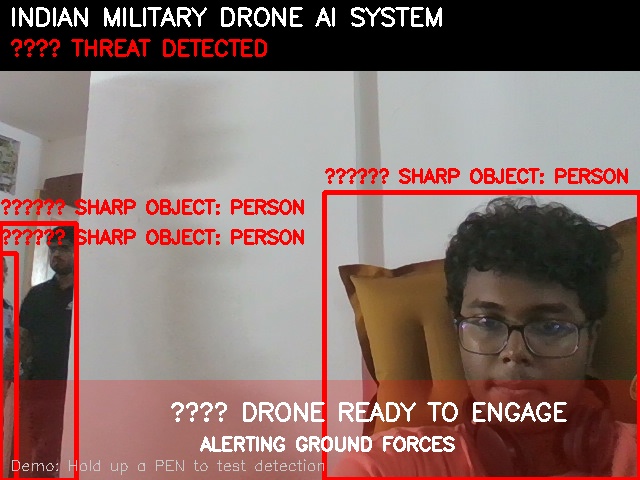 INDIAN MILITARY DRONE AI SYSTEM
???? THREAT DETECTED
?????? SHARP OBJECT: PERSON
?????? SHARP OBJECT: PERSON
?????? SHARP OBJECT: PERSON
???? DRONE READY TO ENGAGE
ALERTING GROUND FORCES
Demo: Hold up a PEN to test detection